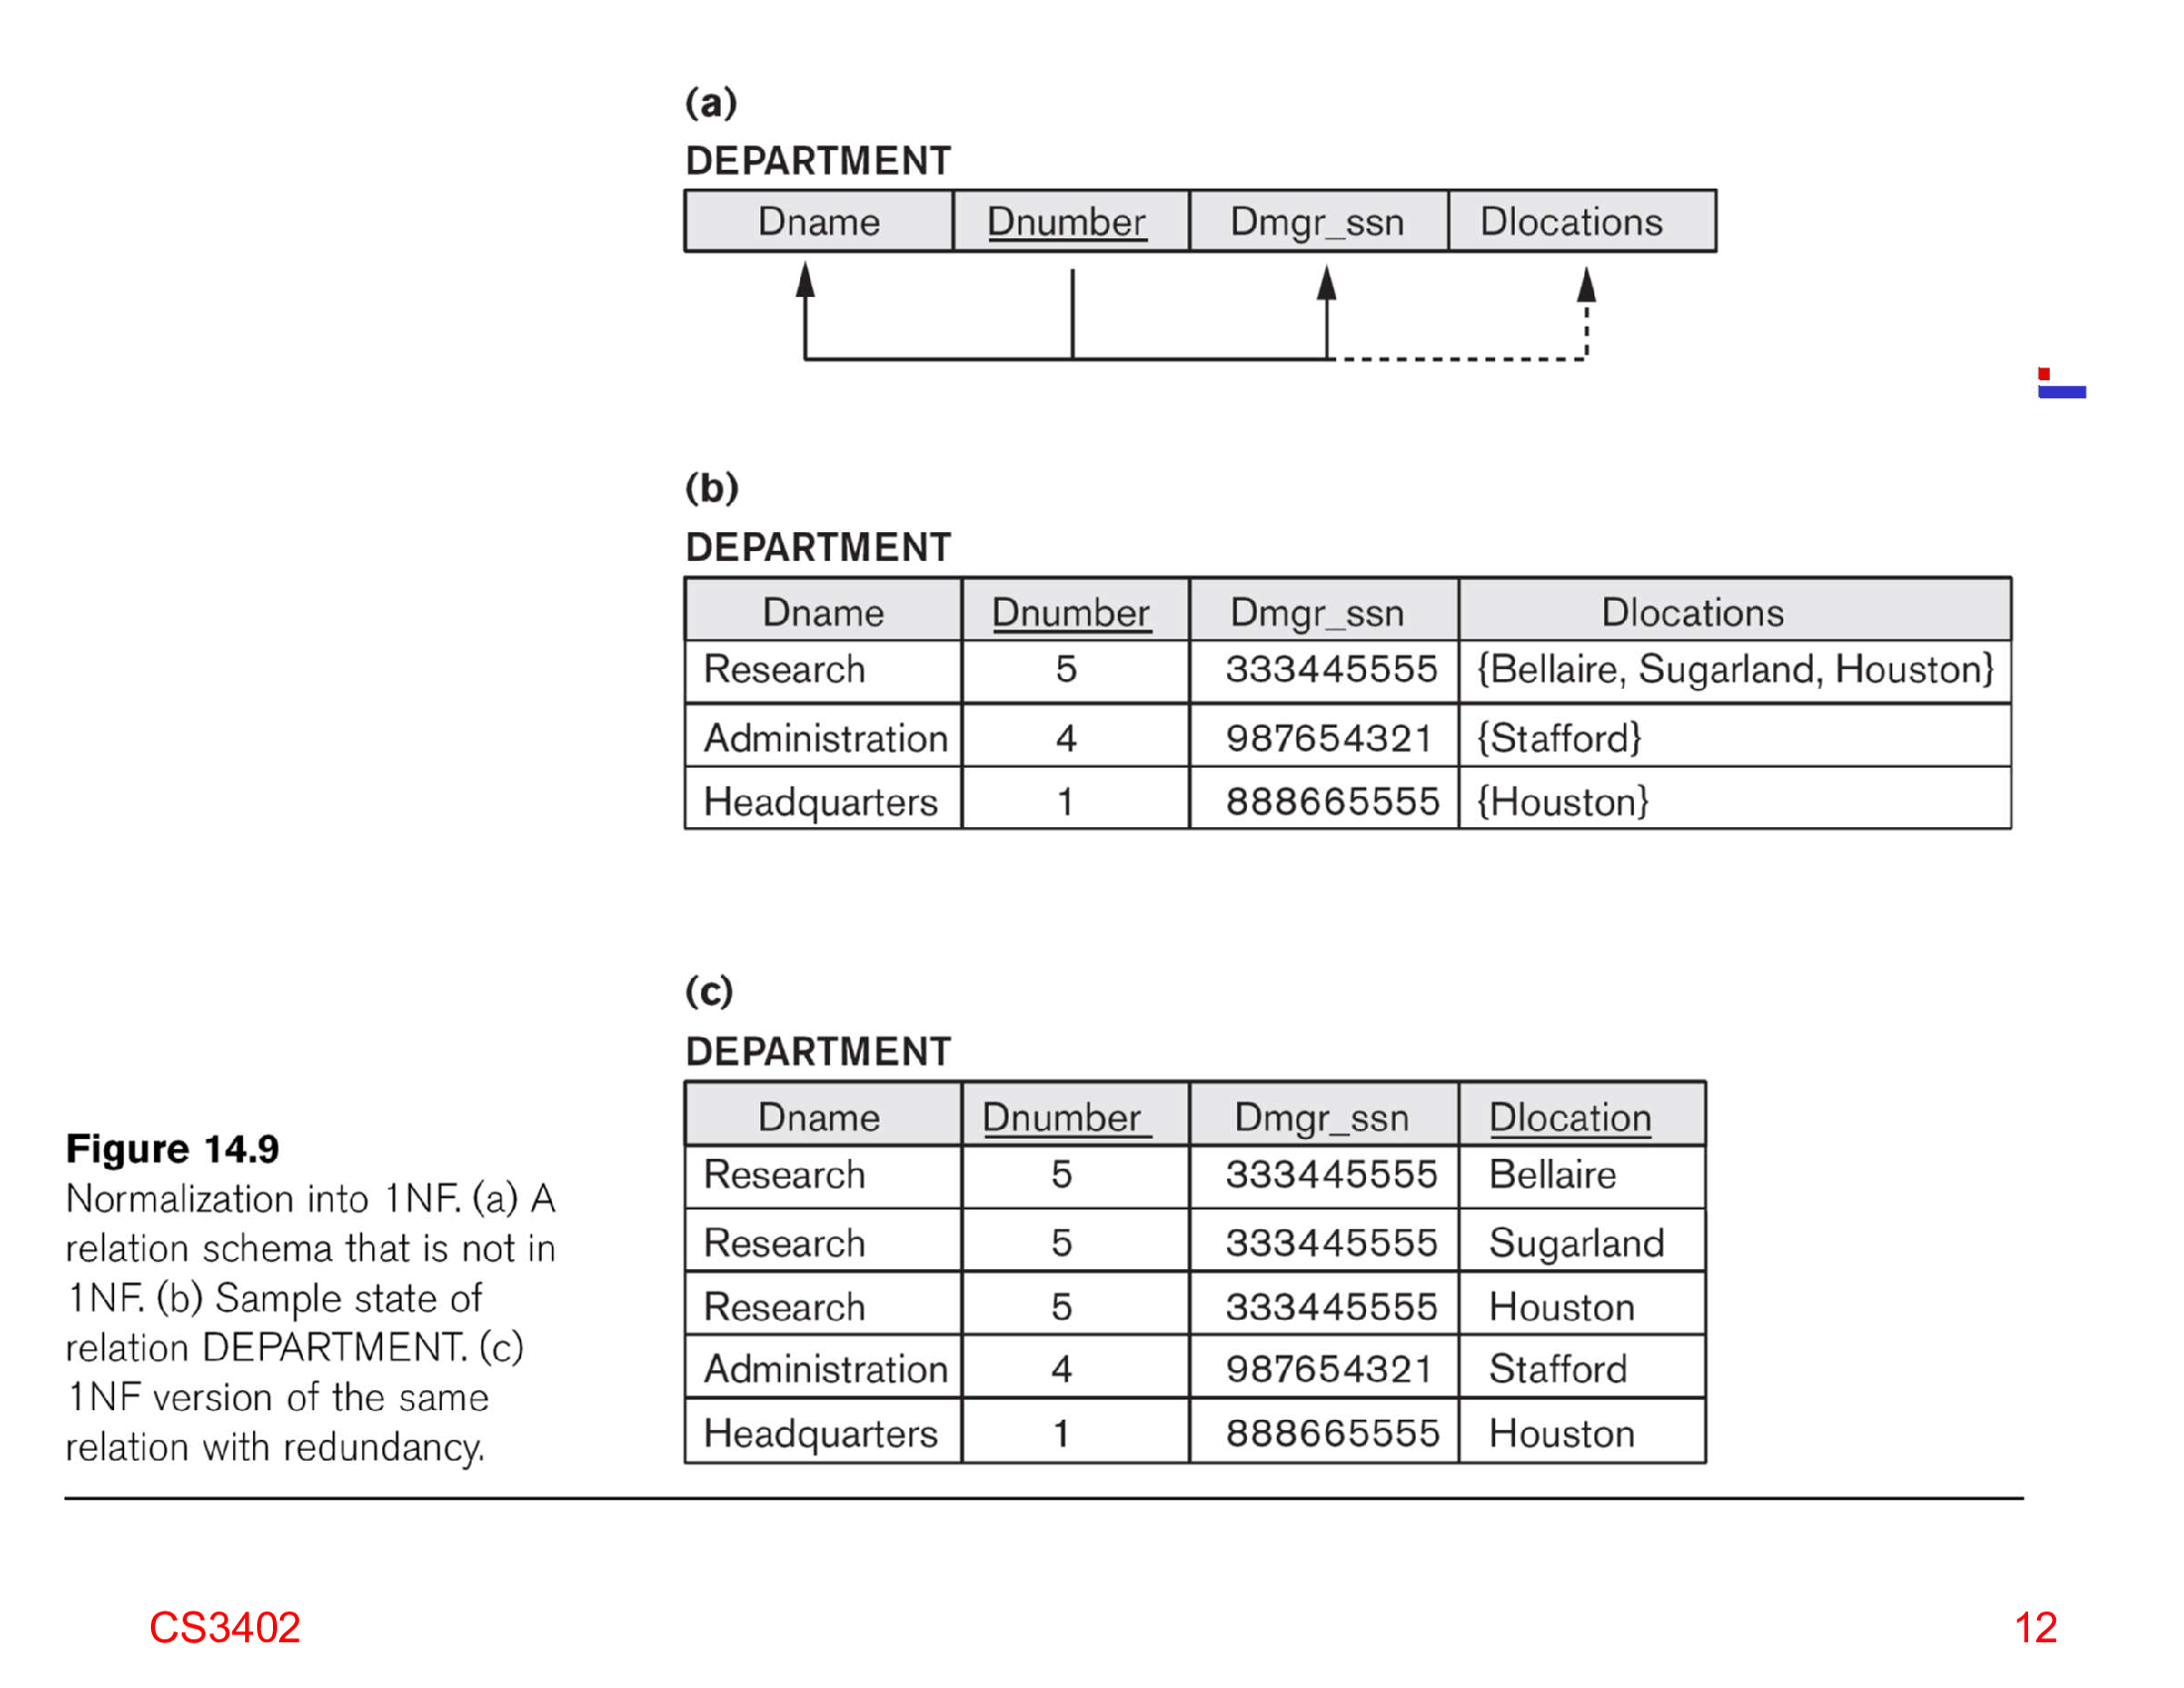 (a)
DEPARTMENT
Dname Dnumber Dmgr_ssn Dlocations
(b)
DEPARTMENT
Dname Dnumber Dmgr_ssn Dlocations
Research 5 333445555 {Bellaire, Sugarland, Houston}
Administration 4 987654321 {Stafford}
Headquarters 1 888665555 {Houston}
(c)
DEPARTMENT
Dname Dnumber Dmgr_ssn Dlocation
Research 5 333445555 Bellaire
Research 5 333445555 Sugarland
Research 5 333445555 Houston
Administration 4 987654321 Stafford
Headquarters 1 888665555 Houston
Figure 14.9
Normalization into 1NF. (a) A
relation schema that is not in
1NF. (b) Sample state of
relation DEPARTMENT. (c)
1NF version of the same
relation with redundancy.
CS3402
12